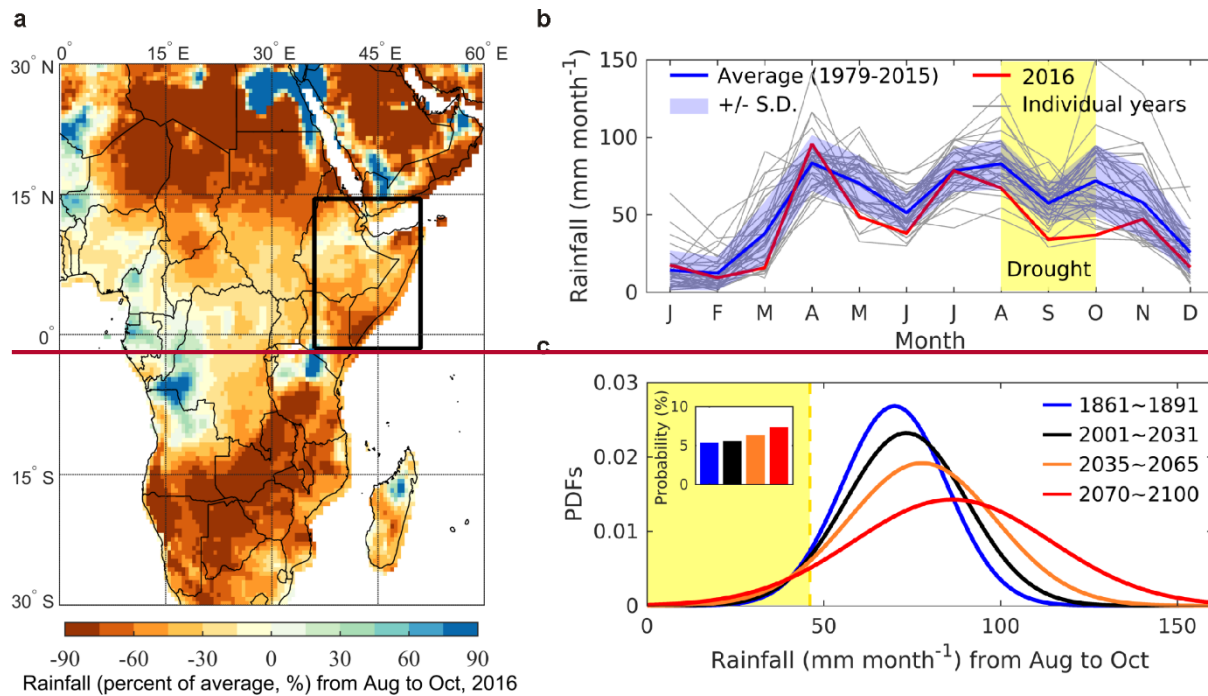 a
0° 15° E 30° E 45° E 60° E
30° N
15° N
0°
15° S
30° S
-90 -60 -30 0 30 60 90
Rainfall (percent of average, %) from Aug to Oct, 2016
b
Rainfall (mm month⁻¹)
150
100
50
0
Average (1979-2015)
+/- S.D.
2016
Individual years
Drought
J F M A M J J A S O N D
Month
c
PDFs
0.03
0.02
0.01
0
Probability (%)
10
5
0
1861~1891
2001~2031
2035~2065
2070~2100
0 50 100 150
Rainfall (mm month⁻¹) from Aug to Oct